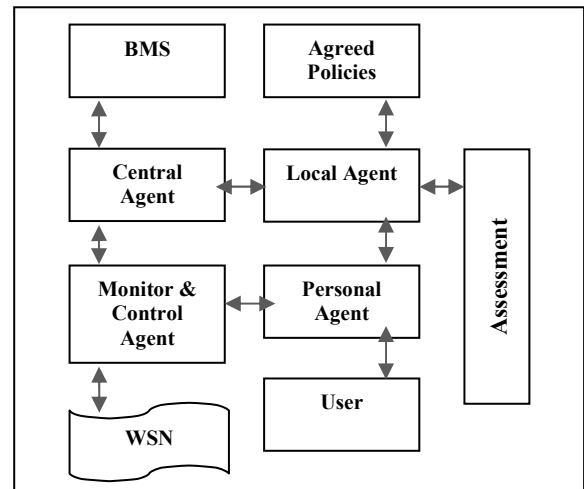 BMS
Agreed
Policies
Central
Agent
Local Agent
Assessment
Monitor &
Control
Agent
Personal
Agent
WSN
User